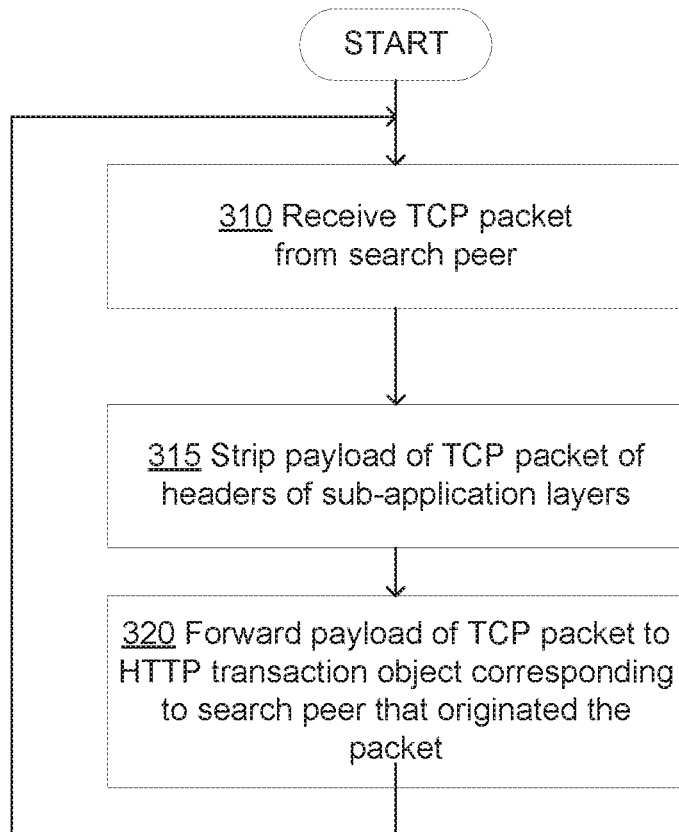 START
310 Receive TCP packet
from search peer
315 Strip payload of TCP packet of
headers of sub-application layers
320 Forward payload of TCP packet to
HTTP transaction object corresponding
to search peer that originated the
packet